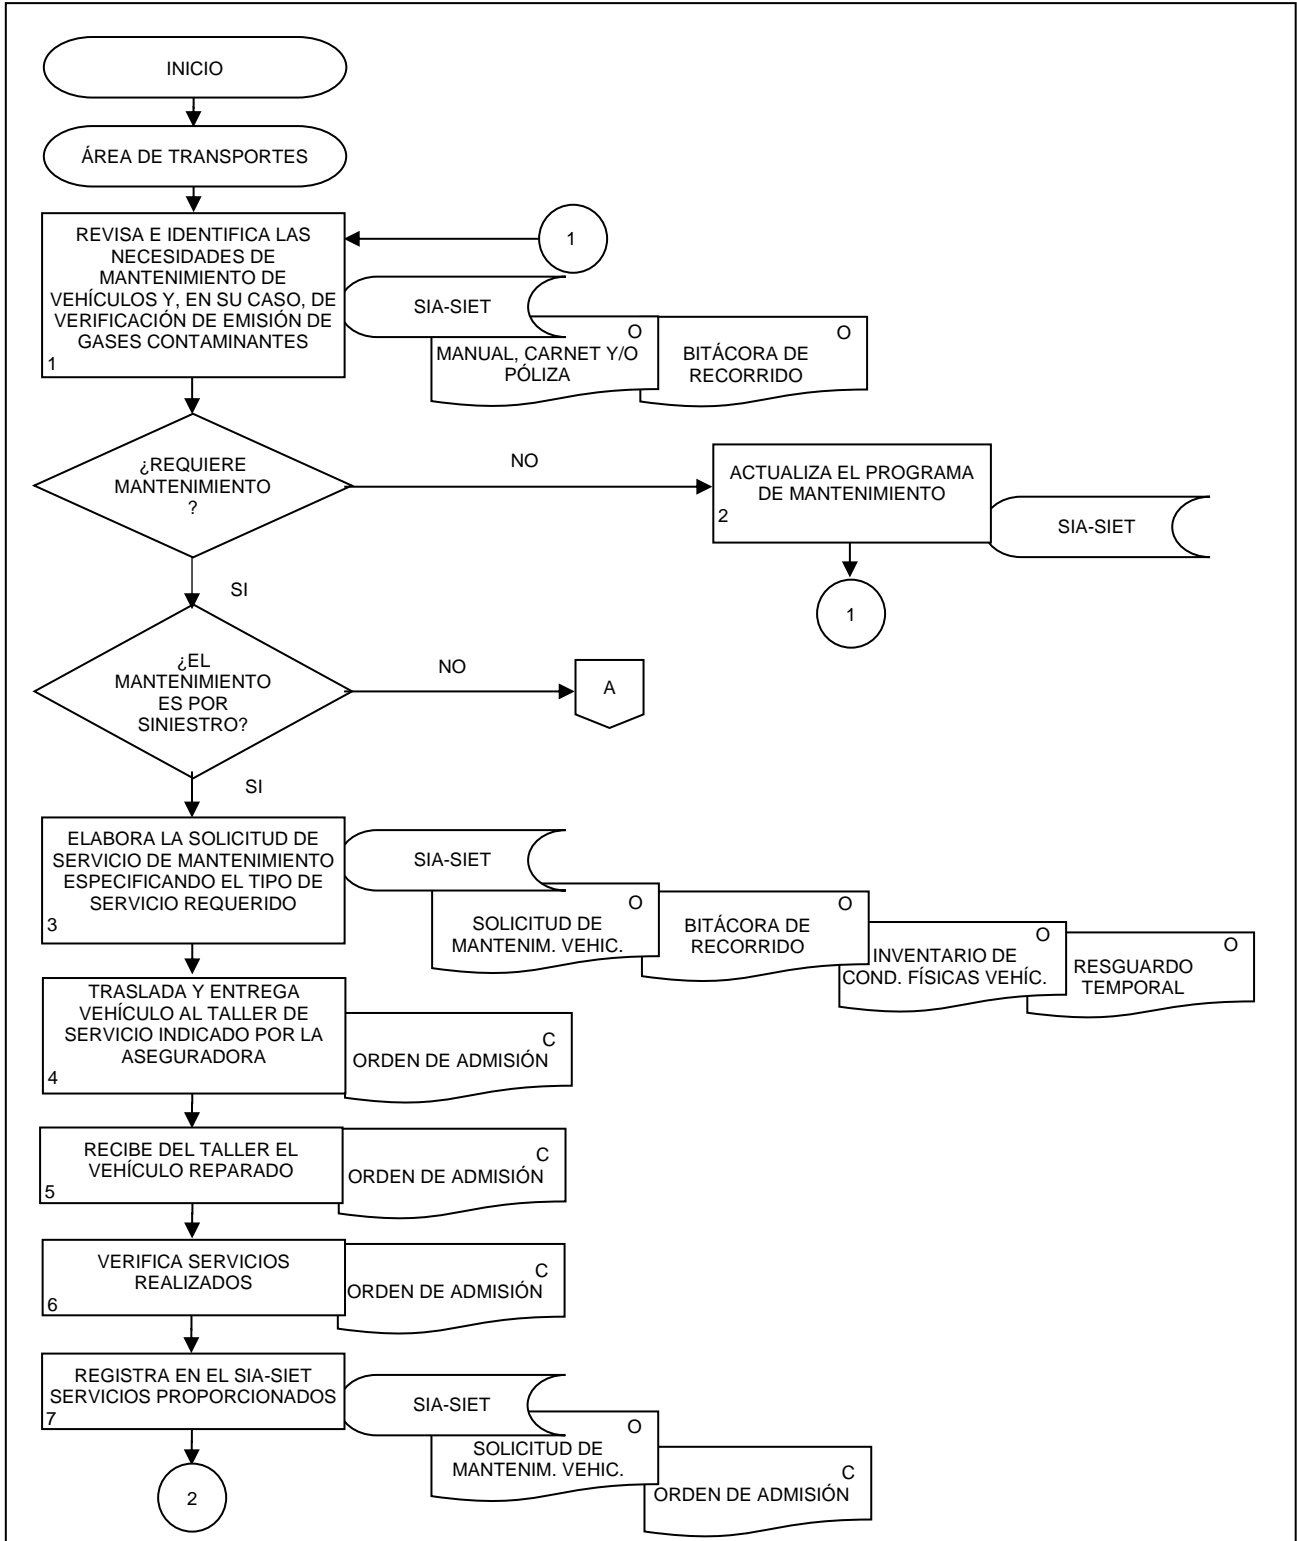 INICIO
ÁREA DE TRANSPORTES
REVISA E IDENTIFICA LAS
NECESIDADES DE
MANTENIMIENTO DE
VEHÍCULOS Y, EN SU CASO, DE
VERIFICACIÓN DE EMISIÓN DE
GASES CONTAMINANTES
1
1
SIA-SIET
O
MANUAL, CARNET Y/O
PÓLIZA
O
BITÁCORA DE
RECORRIDO
¿REQUIERE
MANTENIMIENTO
?
NO
ACTUALIZA EL PROGRAMA
DE MANTENIMIENTO
2
SIA-SIET
1
SI
¿EL
MANTENIMIENTO
ES POR
SINIESTRO?
NO
A
SI
ELABORA LA SOLICITUD DE
SERVICIO DE MANTENIMIENTO
ESPECIFICANDO EL TIPO DE
SERVICIO REQUERIDO
3
SIA-SIET
O
SOLICITUD DE
MANTENIM. VEHIC.
O
BITÁCORA DE
RECORRIDO
O
INVENTARIO DE
COND. FÍSICAS VEHÍC.
O
RESGUARDO
TEMPORAL
TRASLADA Y ENTREGA
VEHÍCULO AL TALLER DE
SERVICIO INDICADO POR LA
ASEGURADORA
4
C
ORDEN DE ADMISIÓN
RECIBE DEL TALLER EL
VEHÍCULO REPARADO
5
C
ORDEN DE ADMISIÓN
VERIFICA SERVICIOS
REALIZADOS
6
C
ORDEN DE ADMISIÓN
REGISTRA EN EL SIA-SIET
SERVICIOS PROPORCIONADOS
7
SIA-SIET
O
SOLICITUD DE
MANTENIM. VEHIC.
C
ORDEN DE ADMISIÓN
2